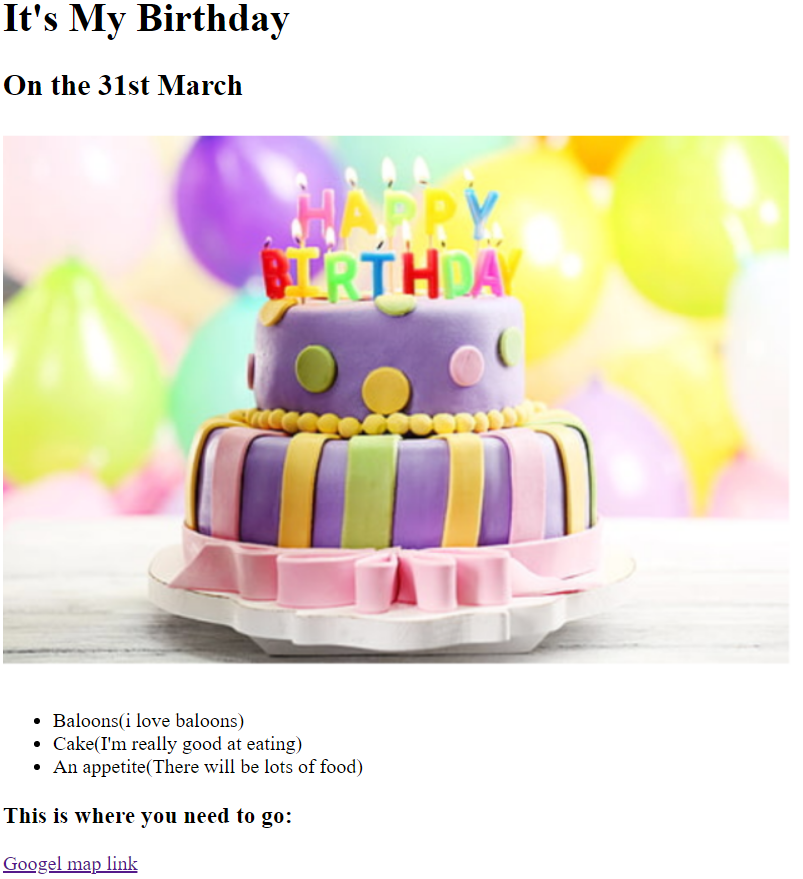 It's My Birthday
On the 31st March
HAPPY
BIRTHDAY
Baloons(i love baloons)
Cake(I'm really good at eating)
An appetite(There will be lots of food)
This is where you need to go:
Googel map link